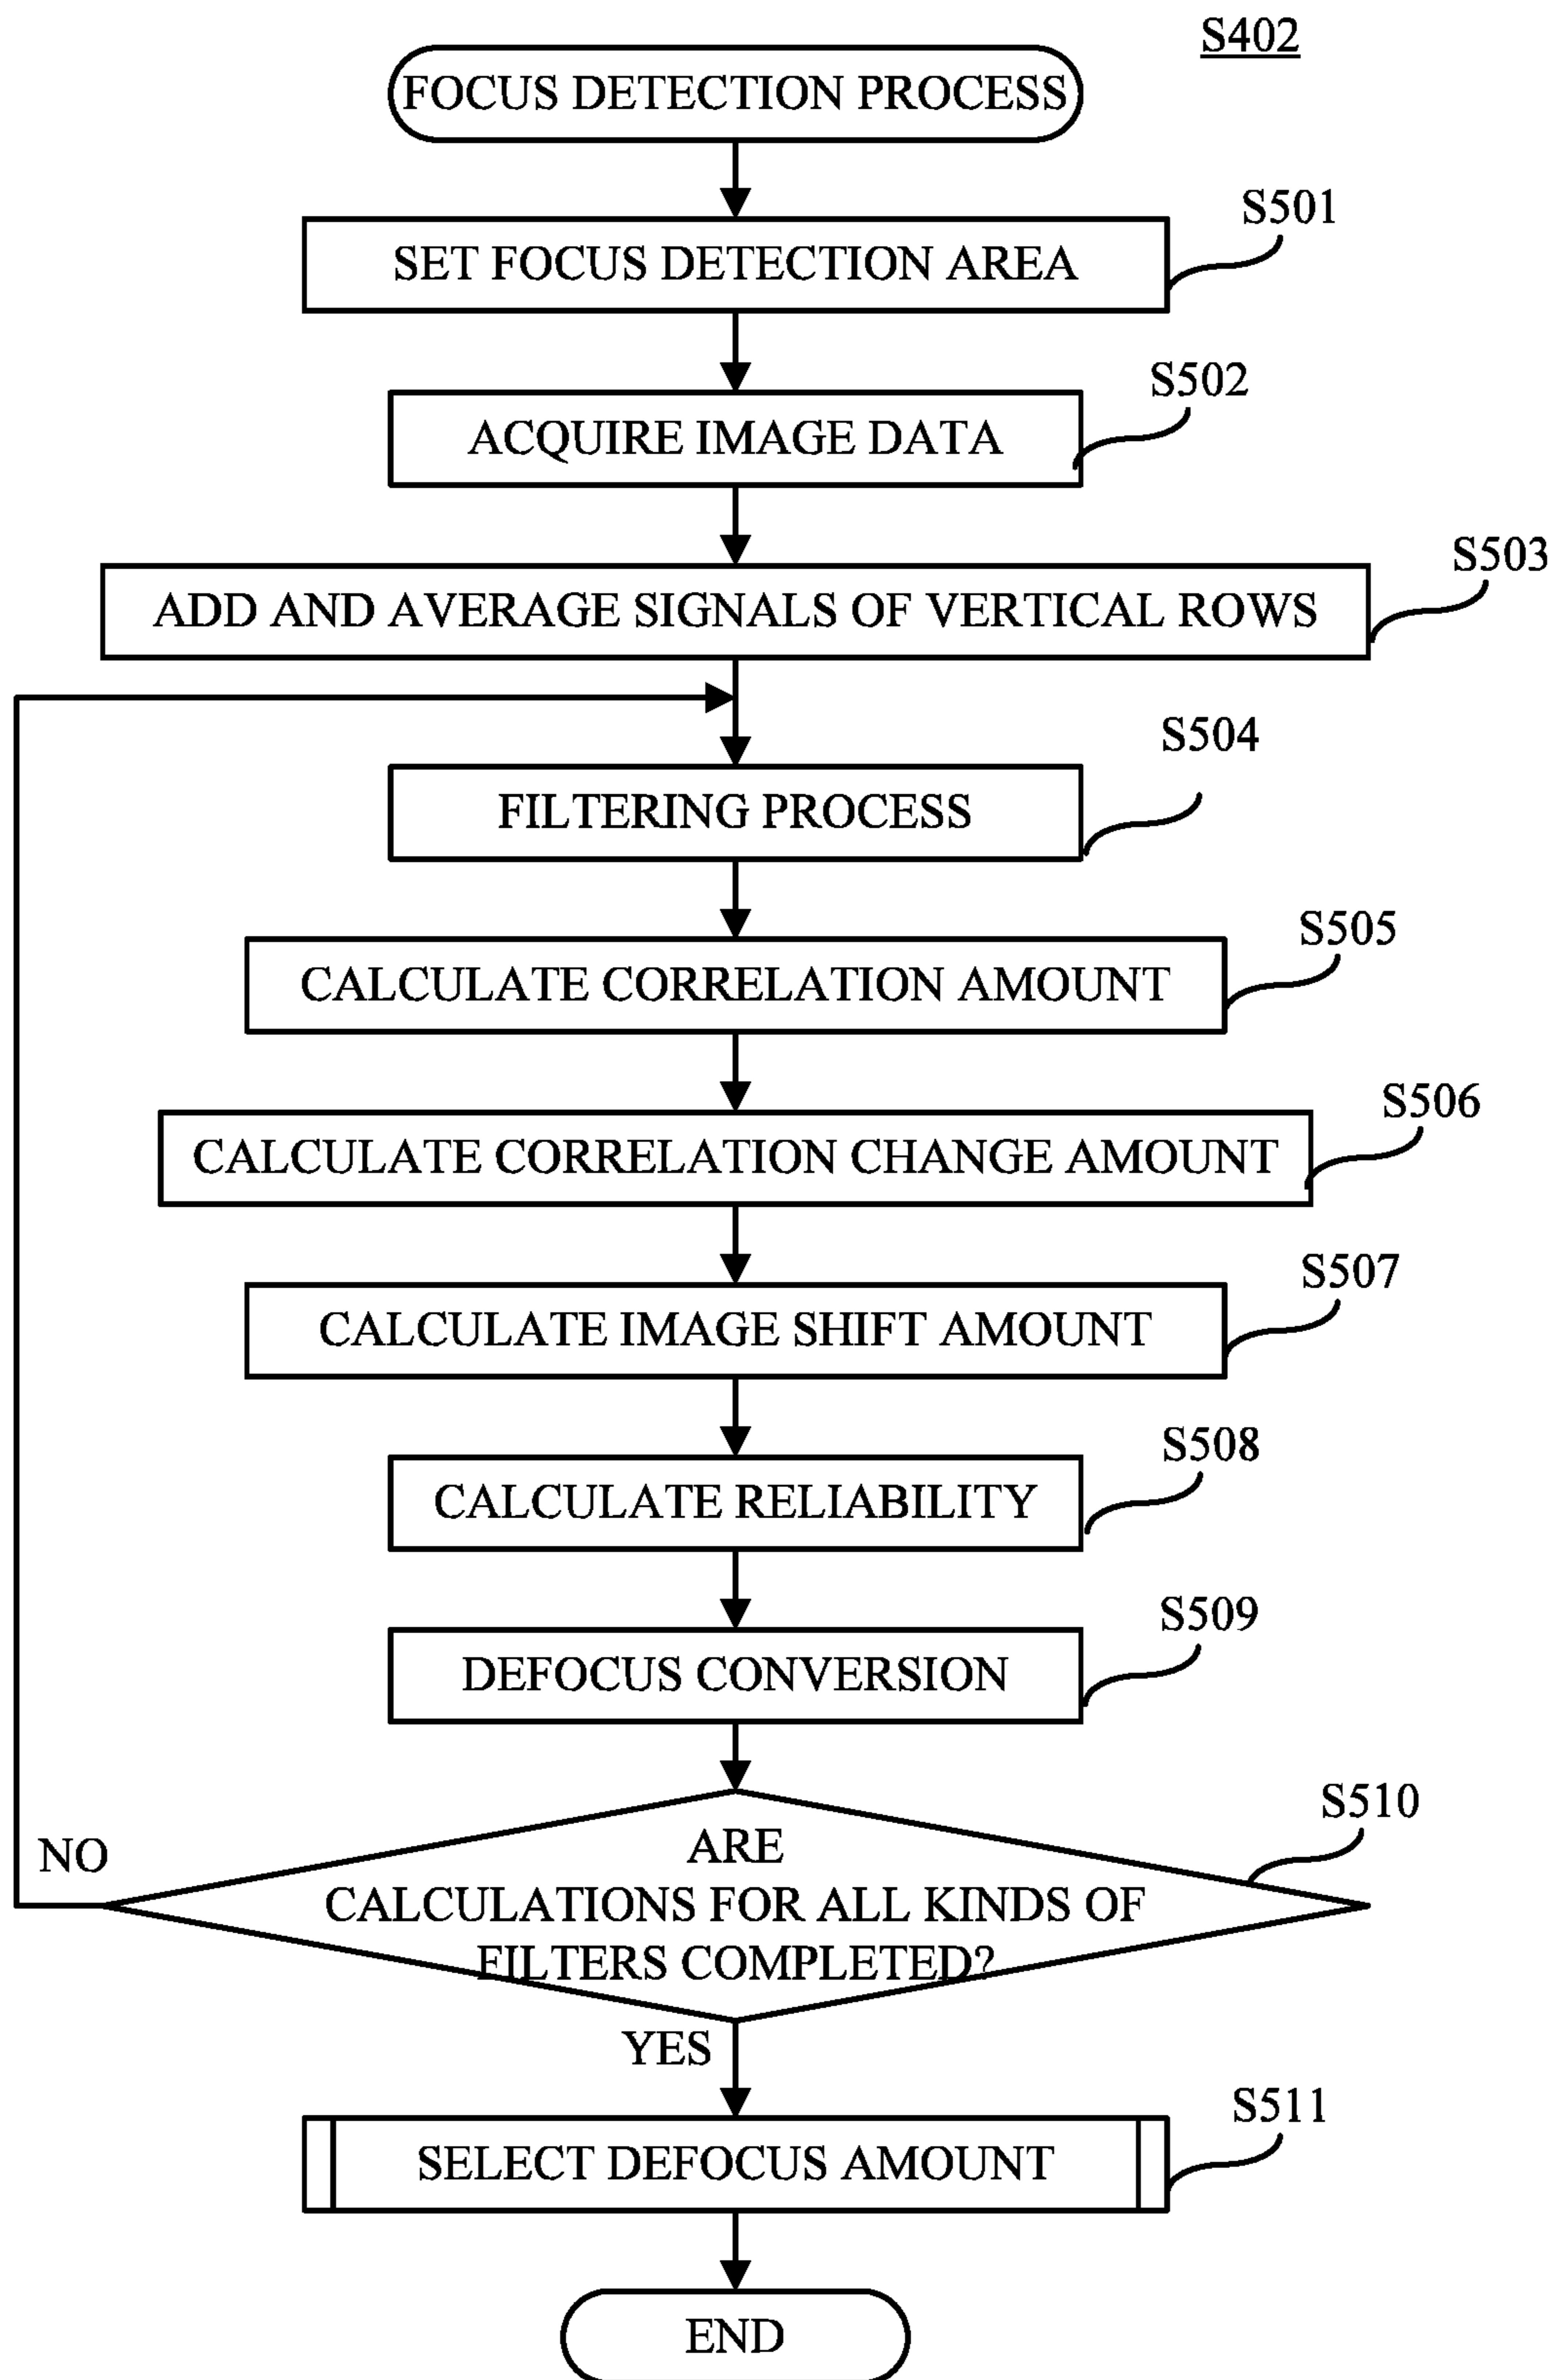 S402
FOCUS DETECTION PROCESS
S501
SET FOCUS DETECTION AREA
S502
ACQUIRE IMAGE DATA
S503
ADD AND AVERAGE SIGNALS OF VERTICAL ROWS
S504
FILTERING PROCESS
S505
CALCULATE CORRELATION AMOUNT
S506
CALCULATE CORRELATION CHANGE AMOUNT
S507
CALCULATE IMAGE SHIFT AMOUNT
S508
CALCULATE RELIABILITY
S509
DEFOCUS CONVERSION
S510
NO
ARE
CALCULATIONS FOR ALL KINDS OF
FILTERS COMPLETED?
YES
S511
SELECT DEFOCUS AMOUNT
END